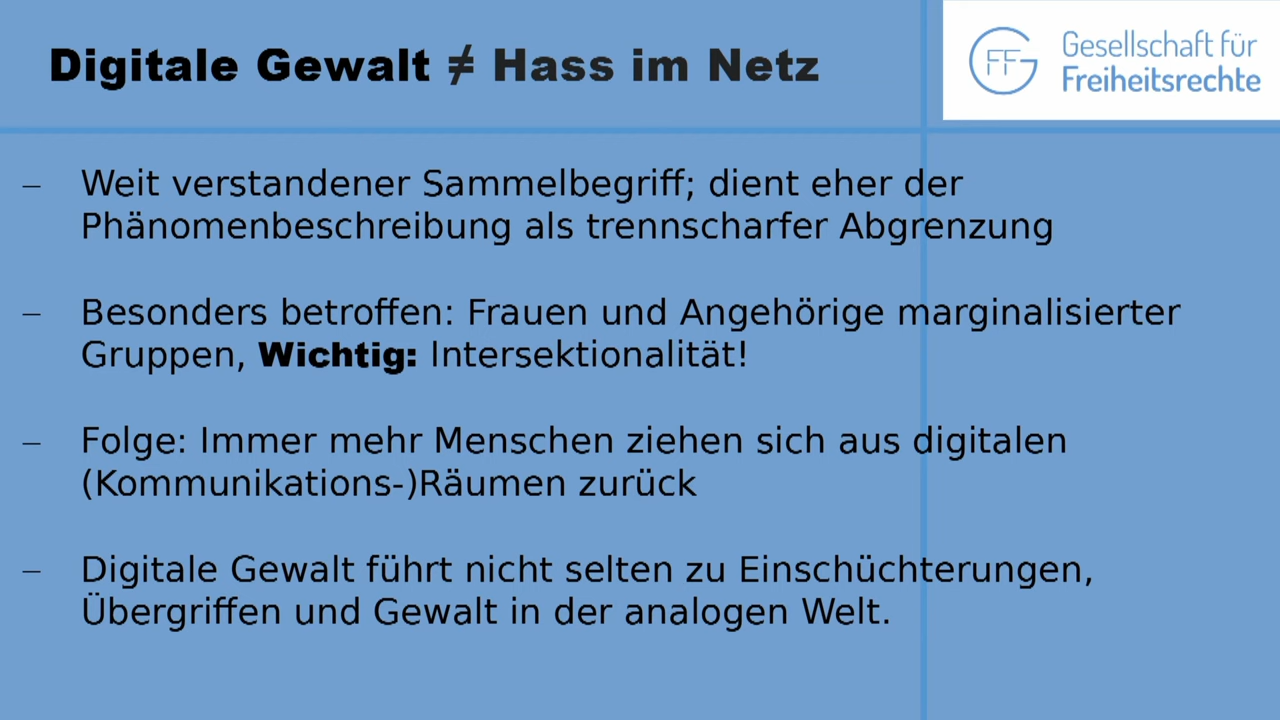 Digitale Gewalt ≠ Hass im Netz
GFF
Gesellschaft für
Freiheitsrechte
– Weit verstandener Sammelbegriff; dient eher der
Phänomenbeschreibung als trennscharfer Abgrenzung
– Besonders betroffen: Frauen und Angehörige marginalisierter
Gruppen, Wichtig: Intersektionalität!
– Folge: Immer mehr Menschen ziehen sich aus digitalen
(Kommunikations-)Räumen zurück
– Digitale Gewalt führt nicht selten zu Einschüchterungen,
Übergriffen und Gewalt in der analogen Welt.